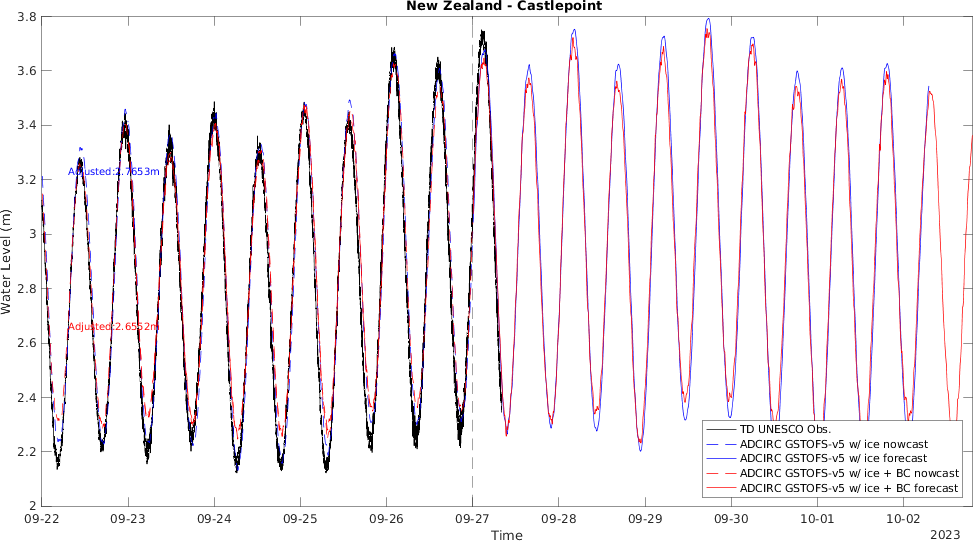 New Zealand - Castlepoint
3.8
3.6
3.4
3.2
3
2.8
2.6
2.4
2.2
2
Water Level (m)
Adjusted:2.7653m
Adjusted:2.6552m
TD UNESCO Obs.
ADCIRC GSTOFS-v5 w/ ice nowcast
ADCIRC GSTOFS-v5 w/ ice forecast
ADCIRC GSTOFS-v5 w/ ice + BC nowcast
ADCIRC GSTOFS-v5 w/ ice + BC forecast
09-22 09-23 09-24 09-25 09-26 09-27 09-28 09-29 09-30 10-01 10-02
Time
2023